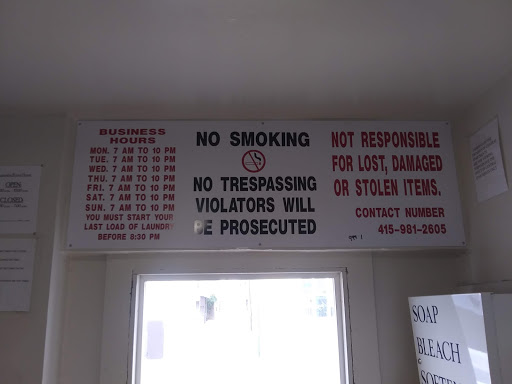 BUSINESS
HOURS
MON. 7 AM TO 10 PM
TUE. 7 AM TO 10 PM
WED. 7 AM TO 10 PM
THU. 7 AM TO 10 PM
FRI. 7 AM TO 10 PM
SAT. 7 AM TO 10 PM
SUN. 7 AM TO 10 PM
YOU MUST START YOUR
LAST LOAD OF LAUNDRY
BEFORE 8:30 PM
NO SMOKING
NO TRESPASSING
VIOLATORS WILL
BE PROSECUTED
NOT RESPONSIBLE
FOR LOST, DAMAGED
OR STOLEN ITEMS.
CONTACT NUMBER
415-981-2605
OPEN
CLOSED
SOAP
BLEACH